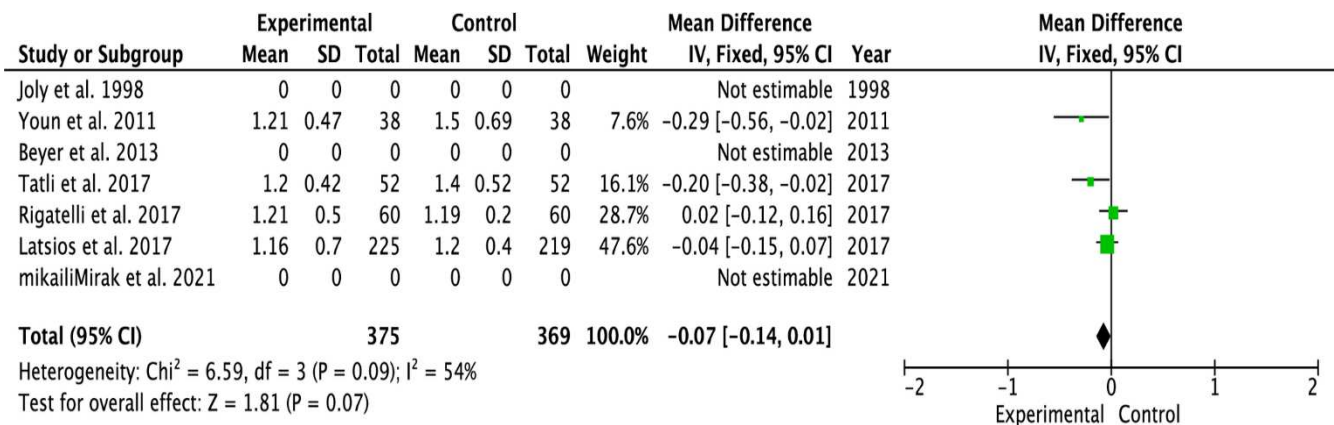 Experimental Control Mean Difference Mean Difference
Study or Subgroup Mean SD Total Mean SD Total Weight IV, Fixed, 95% CI Year IV, Fixed, 95% CI
Joly et al. 1998 0 0 0 0 0 0 Not estimable 1998
Youn et al. 2011 1.21 0.47 38 1.5 0.69 38 7.6% −0.29 [−0.56, −0.02] 2011
Beyer et al. 2013 0 0 0 0 0 0 Not estimable 2013
Tatli et al. 2017 1.2 0.42 52 1.4 0.52 52 16.1% −0.20 [−0.38, −0.02] 2017
Rigatelli et al. 2017 1.21 0.5 60 1.19 0.2 60 28.7% 0.02 [−0.12, 0.16] 2017
Latsios et al. 2017 1.16 0.7 225 1.2 0.4 219 47.6% −0.04 [−0.15, 0.07] 2017
mikailiMirak et al. 2021 0 0 0 0 0 0 Not estimable 2021
Total (95% CI) 375 369 100.0% −0.07 [−0.14, 0.01]
Heterogeneity: Chi² = 6.59, df = 3 (P = 0.09); I² = 54%
Test for overall effect: Z = 1.81 (P = 0.07)
−2 −1 0 1 2
Experimental Control